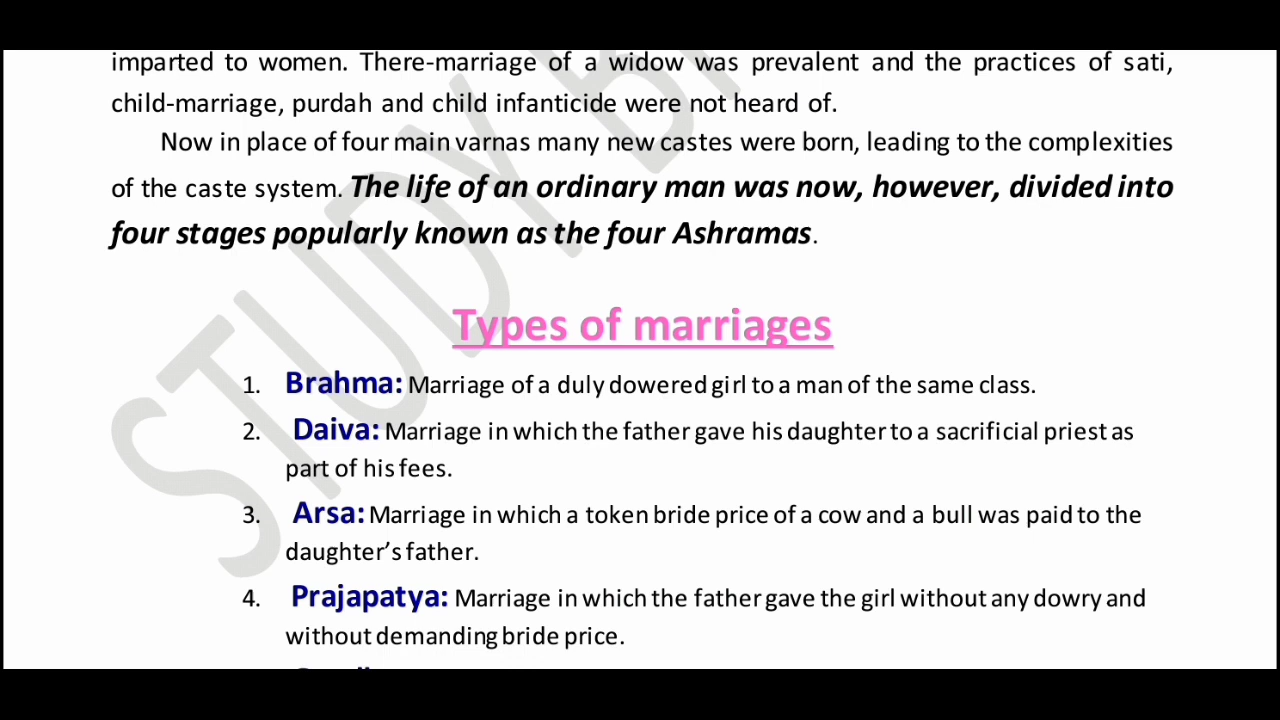 imparted to women. There-marriage of a widow was prevalent and the practices of sati,
child-marriage, purdah and child infanticide were not heard of.
Now in place of four main varnas many new castes were born, leading to the complexities
of the caste system. The life of an ordinary man was now, however, divided into
four stages popularly known as the four Ashramas.
Types of marriages
1. Brahma: Marriage of a duly dowered girl to a man of the same class.
2. Daiva: Marriage in which the father gave his daughter to a sacrificial priest as
part of his fees.
3. Arsa: Marriage in which a token bride price of a cow and a bull was paid to the
daughter’s father.
4. Prajapatya: Marriage in which the father gave the girl without any dowry and
without demanding bride price.
STUDY